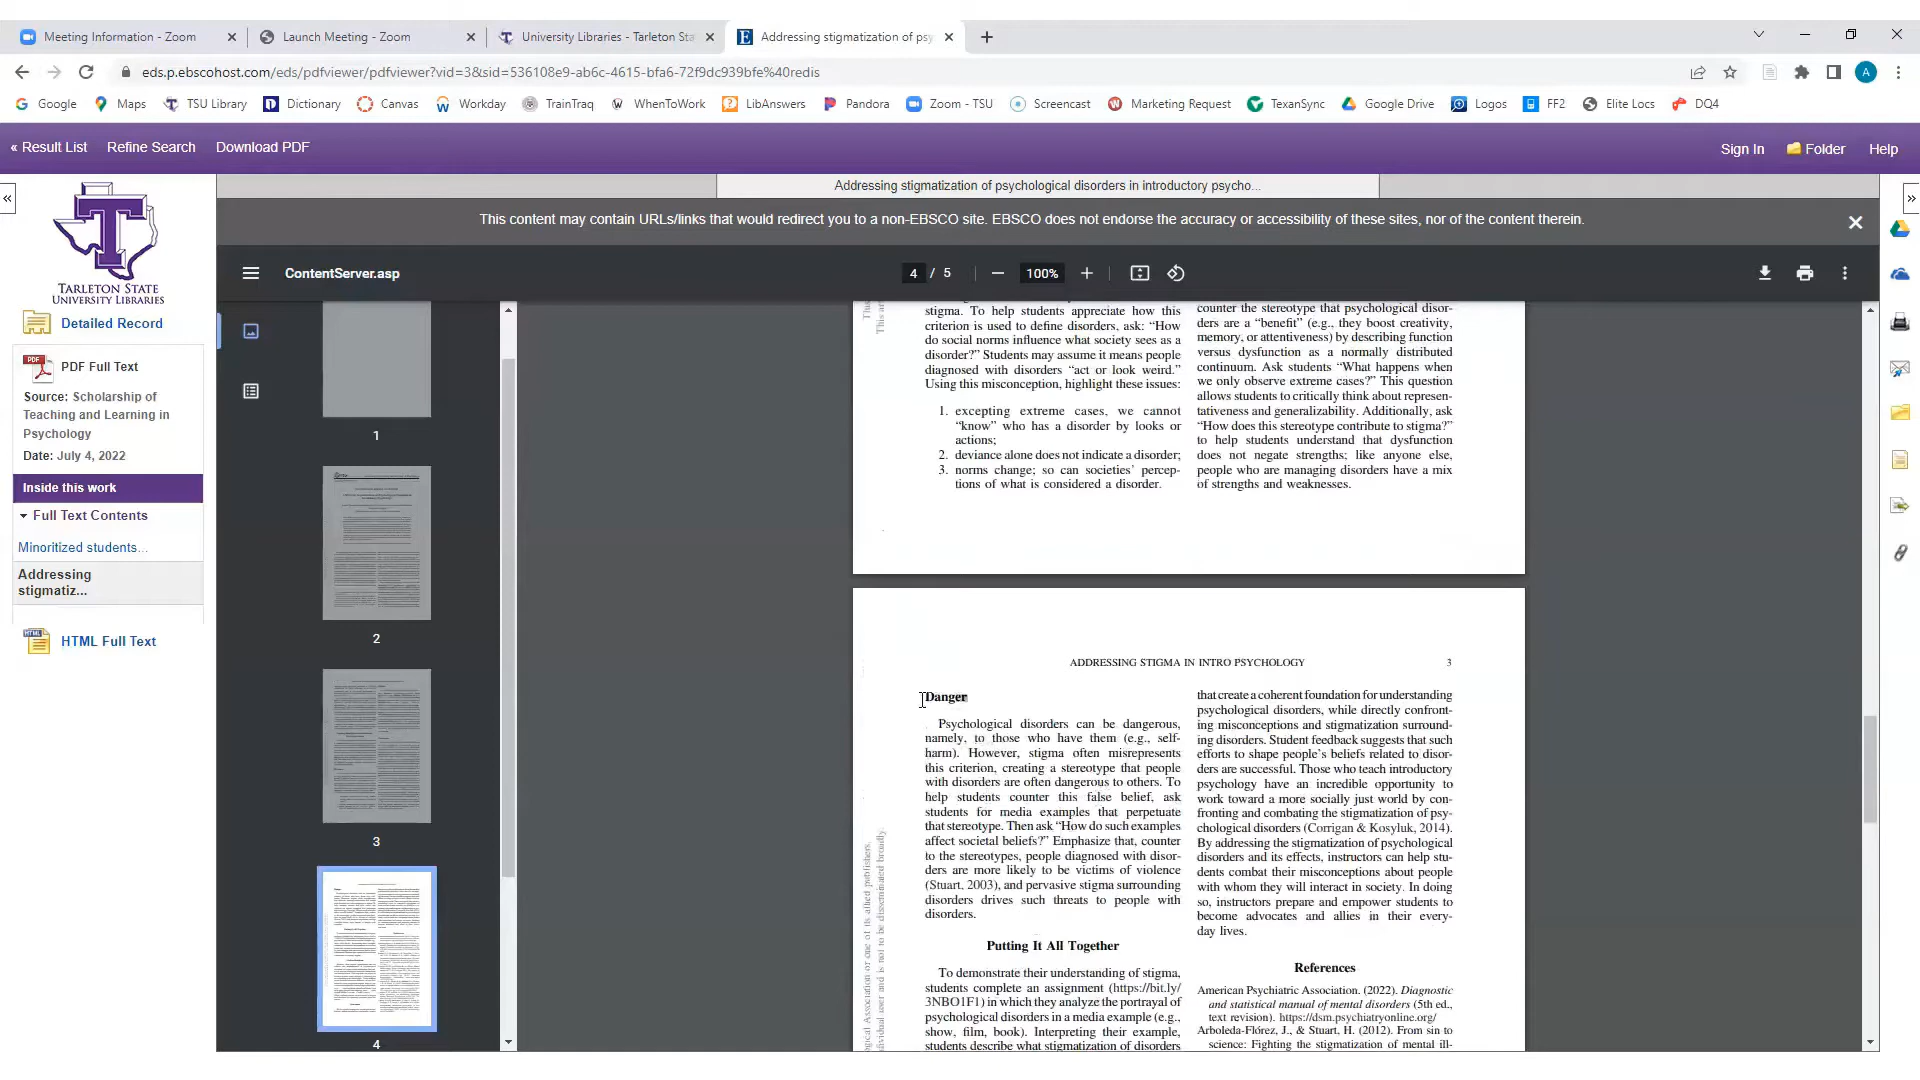 Meeting Information - Zoom
Launch Meeting - Zoom
University Libraries - Tarleton Sta
Addressing stigmatization of psy
eds.p.ebscohost.com/eds/pdfviewer/pdfviewer?vid=3&sid=536108e9-ab6c-4615-bfa6-72f9dc939bfe%40redis
A
Google
Maps
TSU Library
Dictionary
Canvas
Workday
TrainTraq
WhenToWork
LibAnswers
Pandora
Zoom - TSU
Screencast
Marketing Request
TexanSync
Google Drive
Logos
FF2
Elite Locs
DQ4
« Result List
Refine Search
Download PDF
Sign In
Folder
Help
TARLETON STATE
UNIVERSITY LIBRARIES
Detailed Record
PDF Full Text
Source: Scholarship of
Teaching and Learning in
Psychology
Date: July 4, 2022
Inside this work
Full Text Contents
Minoritized students...
Addressing
stigmatiz...
HTML Full Text
Addressing stigmatization of psychological disorders in introductory psycho...
This content may contain URLs/links that would redirect you to a non-EBSCO site. EBSCO does not endorse the accuracy or accessibility of these sites, nor of the content therein.
ContentServer.asp
4 / 5
100%
1
2
3
4
stigma. To help students appreciate how this
criterion is used to define disorders, ask: “How
do social norms influence what society sees as a
disorder?” Students may assume it means people
diagnosed with disorders “act or look weird.”
Using this misconception, highlight these issues:
1. excepting extreme cases, we cannot
“know” who has a disorder by looks or
actions;
2. deviance alone does not indicate a disorder;
3. norms change; so can societies’ percep-
tions of what is considered a disorder.
counter the stereotype that psychological disor-
ders are a “benefit” (e.g., they boost creativity,
memory, or attentiveness) by describing function
versus dysfunction as a normally distributed
continuum. Ask students “What happens when
we only observe extreme cases?” This question
allows students to critically think about represen-
tativeness and generalizability. Additionally, ask
“How does this stereotype contribute to stigma?”
to help students understand that dysfunction
does not negate strengths; like anyone else,
people who are managing disorders have a mix
of strengths and weaknesses.
ADDRESSING STIGMA IN INTRO PSYCHOLOGY
3
Danger
Psychological disorders can be dangerous,
namely, to those who have them (e.g., self-
harm). However, stigma often misrepresents
this criterion, creating a stereotype that people
with disorders are often dangerous to others. To
help students counter this false belief, ask
students for media examples that perpetuate
that stereotype. Then ask “How do such examples
affect societal beliefs?” Emphasize that, counter
to the stereotypes, people diagnosed with disor-
ders are more likely to be victims of violence
(Stuart, 2003), and pervasive stigma surrounding
disorders drives such threats to people with
disorders.
Putting It All Together
To demonstrate their understanding of stigma,
students complete an assignment (https://bit.ly/
3NBO1F1) in which they analyze the portrayal of
psychological disorders in a media example (e.g.,
show, film, book). Interpreting their example,
students describe what stigmatization of disorders
that create a coherent foundation for understanding
psychological disorders, while directly confront-
ing misconceptions and stigmatization surround-
ing disorders. Student feedback suggests that such
efforts to shape people’s beliefs related to disor-
ders are successful. Those who teach introductory
psychology have an incredible opportunity to
work toward a more socially just world by con-
fronting and combating the stigmatization of psy-
chological disorders (Corrigan & Kosyluk, 2014).
By addressing the stigmatization of psychological
disorders and its effects, instructors can help stu-
dents combat their misconceptions about people
with whom they will interact in society. In doing
so, instructors prepare and empower students to
become advocates and allies in their every-
day lives.
References
American Psychiatric Association. (2022). Diagnostic
and statistical manual of mental disorders (5th ed.,
text revision). https://dsm.psychiatryonline.org/
Arboleda-Flórez, J., & Stuart, H. (2012). From sin to
science: Fighting the stigmatization of mental ill-
ogical Association or one of its allied publishers.
dividual user and is not to be disseminated broadly.